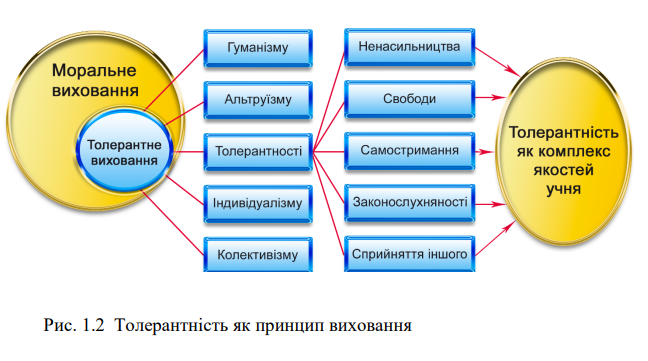 Моральне
виховання
Толерантне
виховання
Гуманізму
Альтруїзму
Толерантності
Індивідуалізму
Колективізму
Ненасильництва
Свободи
Самостримання
Законослухняності
Сприйняття іншого
Толерантність
як комплекс
якостей
учня
Рис. 1.2 Толерантність як принцип виховання